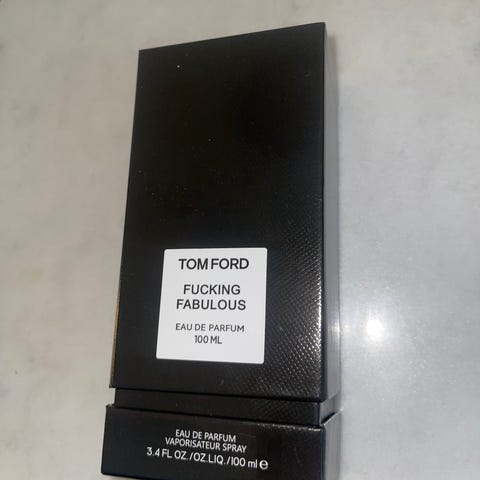 TOM FORD
FUCKING
FABULOUS
EAU DE PARFUM
100 ML
EAU DE PARFUM
VAPORISATEUR SPRAY
3.4 FL OZ./OZ.LIQ./100 ml ℮